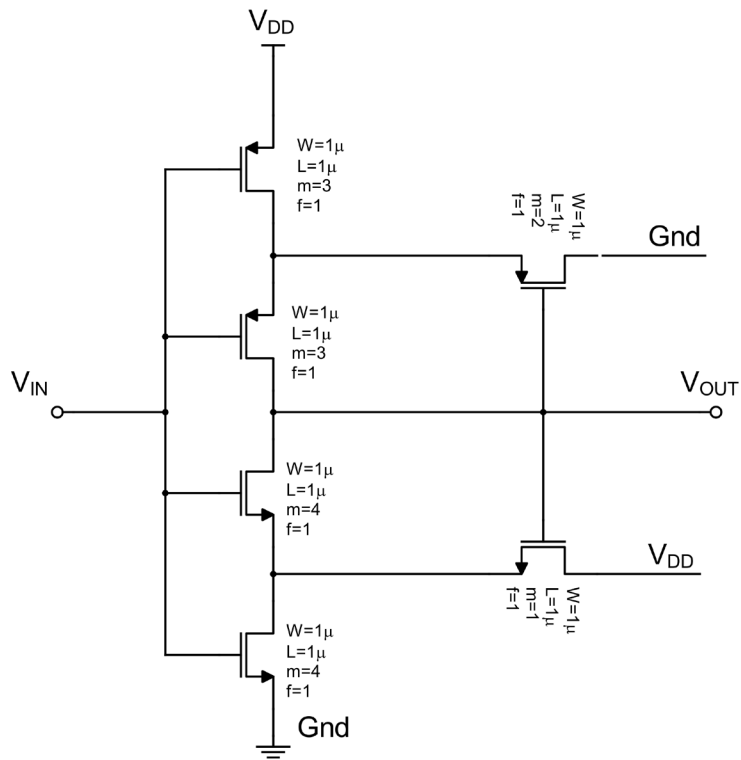 VDD
W=1μ
L=1μ
m=3
f=1
W=1μ
L=1μ
m=2
f=1
Gnd
W=1μ
L=1μ
m=3
f=1
VIN
VOUT
W=1μ
L=1μ
m=4
f=1
VDD
W=1μ
L=1μ
m=1
f=1
W=1μ
L=1μ
m=4
f=1
Gnd